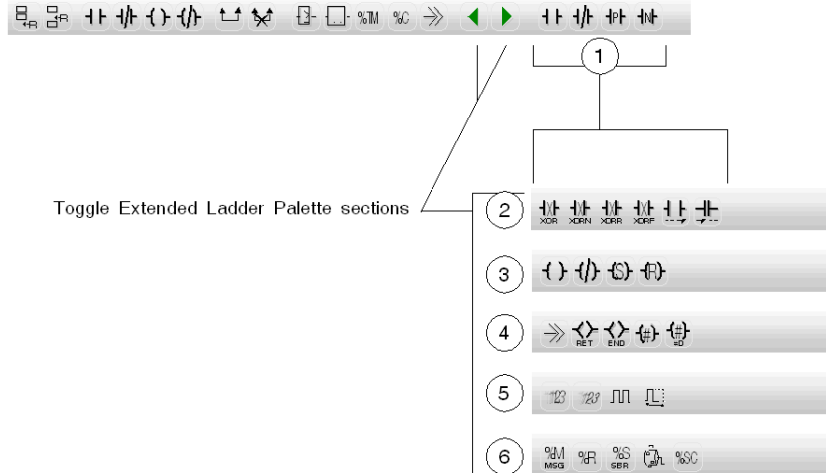 R R %TM %C P N
1
Toggle Extended Ladder Palette sections
2 XOR XORN XORR XORF
3 S R
4 RET END # # =D
5 123 123
6 %M MSG %R %S SBR %SC